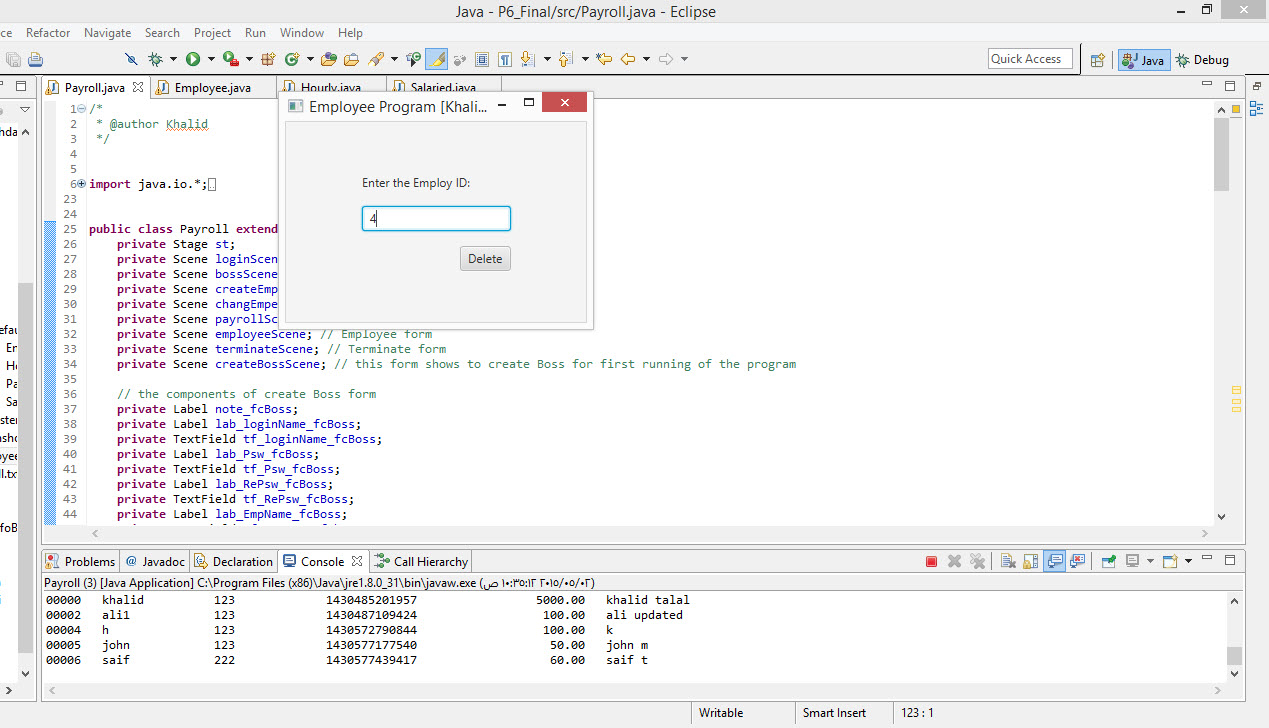 Java - P6_Final/src/Payroll.java - Eclipse
ce Refactor Navigate Search Project Run Window Help
Quick Access
Java
Debug
Payroll.java
Employee.java
Hourly.java
Salaried.java
Employee Program [Khali...
Enter the Employ ID:
4
Delete
1 /*
2 * @author Khalid
3 */
4
5
6 import java.io.*;
23
24
25 public class Payroll extend
26 private Stage st;
27 private Scene loginScen
28 private Scene bossScene
29 private Scene createEmp
30 private Scene changEmpe
31 private Scene payrollSc
32 private Scene employeeScene; // Employee form
33 private Scene terminateScene; // Terminate form
34 private Scene createBossScene; // this form shows to create Boss for first running of the program
35
36 // the components of create Boss form
37 private Label note_fcBoss;
38 private Label lab_loginName_fcBoss;
39 private TextField tf_loginName_fcBoss;
40 private Label lab_Psw_fcBoss;
41 private TextField tf_Psw_fcBoss;
42 private Label lab_RePsw_fcBoss;
43 private TextField tf_RePsw_fcBoss;
44 private Label lab_EmpName_fcBoss;
Problems @ Javadoc Declaration Console Call Hierarchy
Payroll (3) [Java Application] C:\Program Files (x86)\Java\jre1.8.0_31\bin\javaw.exe (٠٢‏/٠٥‏/٢٠١٥ ١٠:٣٥:١٢ ص)
00000 khalid 123 1430485201957 5000.00 khalid talal
00002 ali1 123 1430487109424 100.00 ali updated
00004 h 123 1430572790844 100.00 k
00005 john 123 1430577177540 50.00 john m
00006 saif 222 1430577439417 60.00 saif t
Writable
Smart Insert
123 : 1